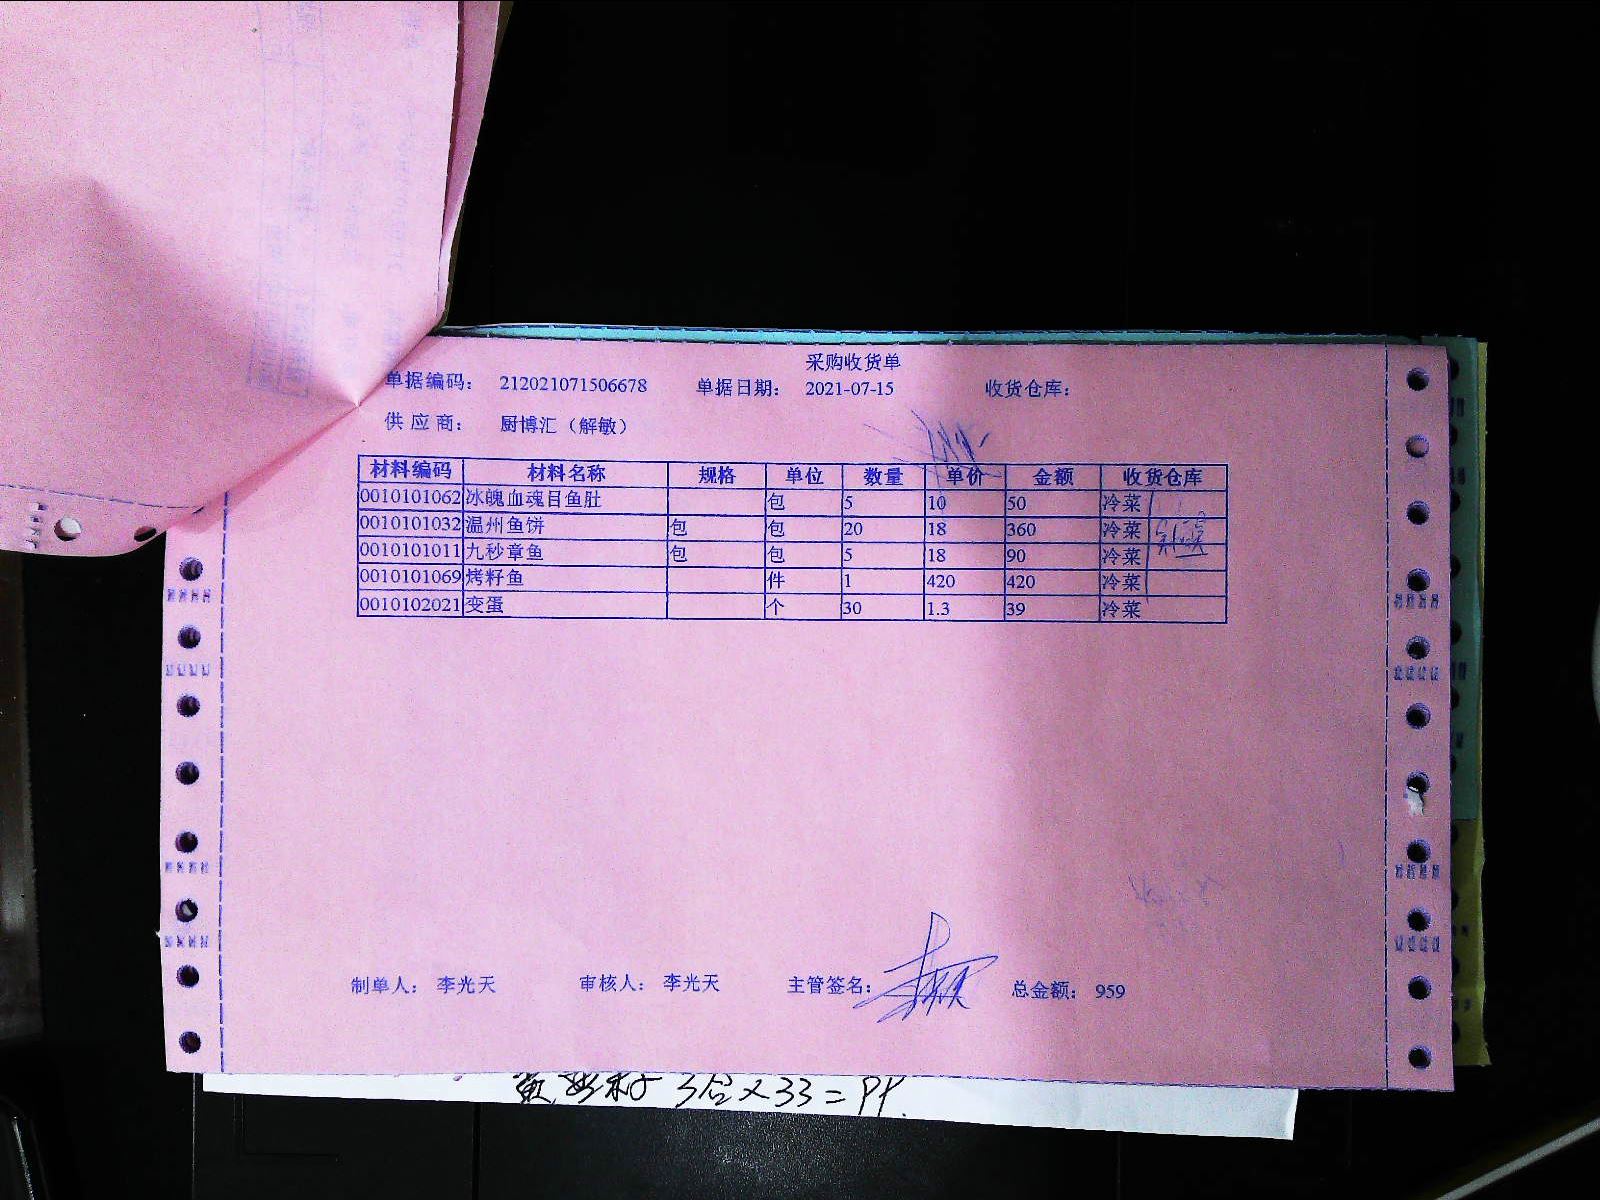 采购收货单
单据编码： 212021071506678 单据日期： 2021-07-15 收货仓库：
供应商： 厨博汇（解敏）
材料编码 材料名称 规格 单位 数量 单价 金额 收货仓库
0010101062 冰魄血魂目鱼肚 包 5 10 50 冷菜
0010101032 温州鱼饼 包 包 20 18 360 冷菜
0010101011 九秒章鱼 包 包 5 18 90 冷菜
0010101069 烤籽鱼 件 1 420 420 冷菜
0010102021 变蛋 个 30 1.3 39 冷菜
制单人： 李光天 审核人： 李光天 主管签名： 总金额： 959
3合×33=99.